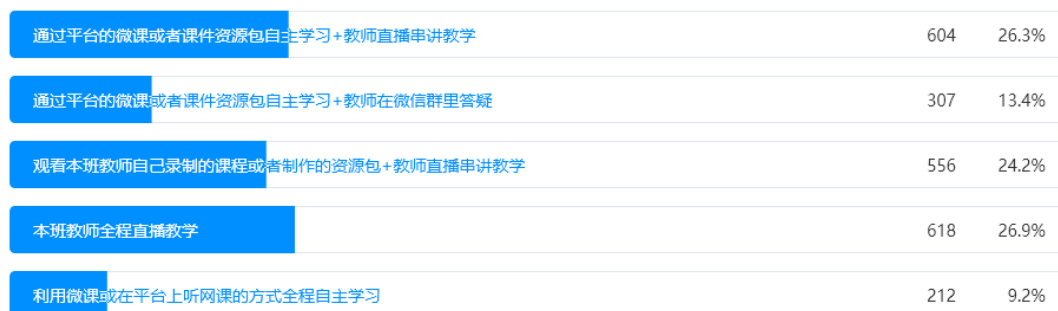 通过平台的微课或者课件资源包自主学习+教师直播串讲教学 604 26.3%
通过平台的微课或者课件资源包自主学习+教师在微信群里答疑 307 13.4%
观看本班教师自己录制的课程或者制作的资源包+教师直播串讲教学 556 24.2%
本班教师全程直播教学 618 26.9%
利用微课或在平台上听网课的方式全程自主学习 212 9.2%